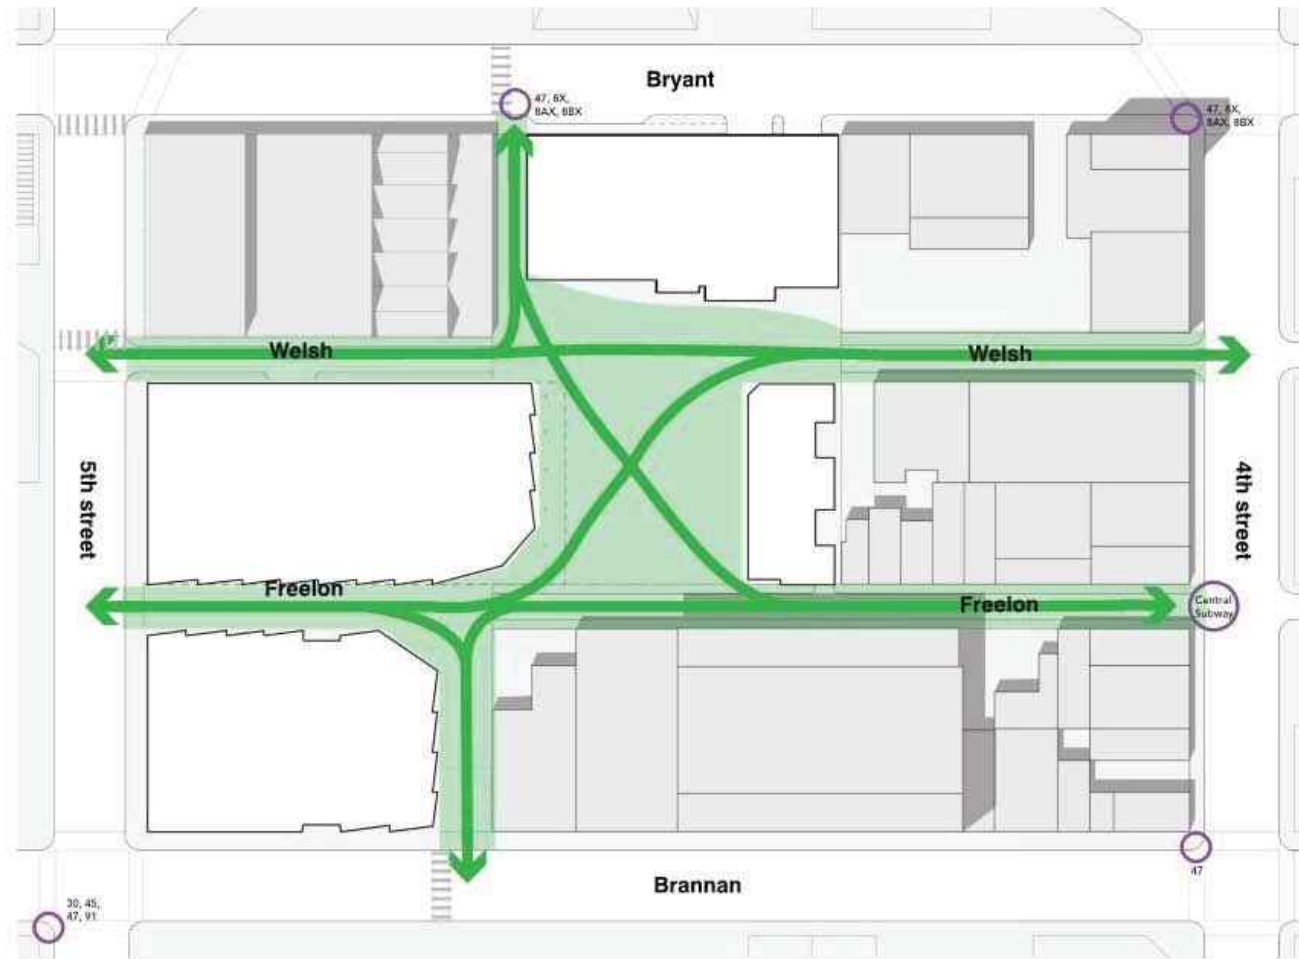 Bryant
47, 8X,
8AX, 8BX
47, 8X,
8AX, 8BX
Welsh
Welsh
5th street
4th street
Freelon
Freelon
Central
Subway
Brannan
47
30, 45,
47, 91